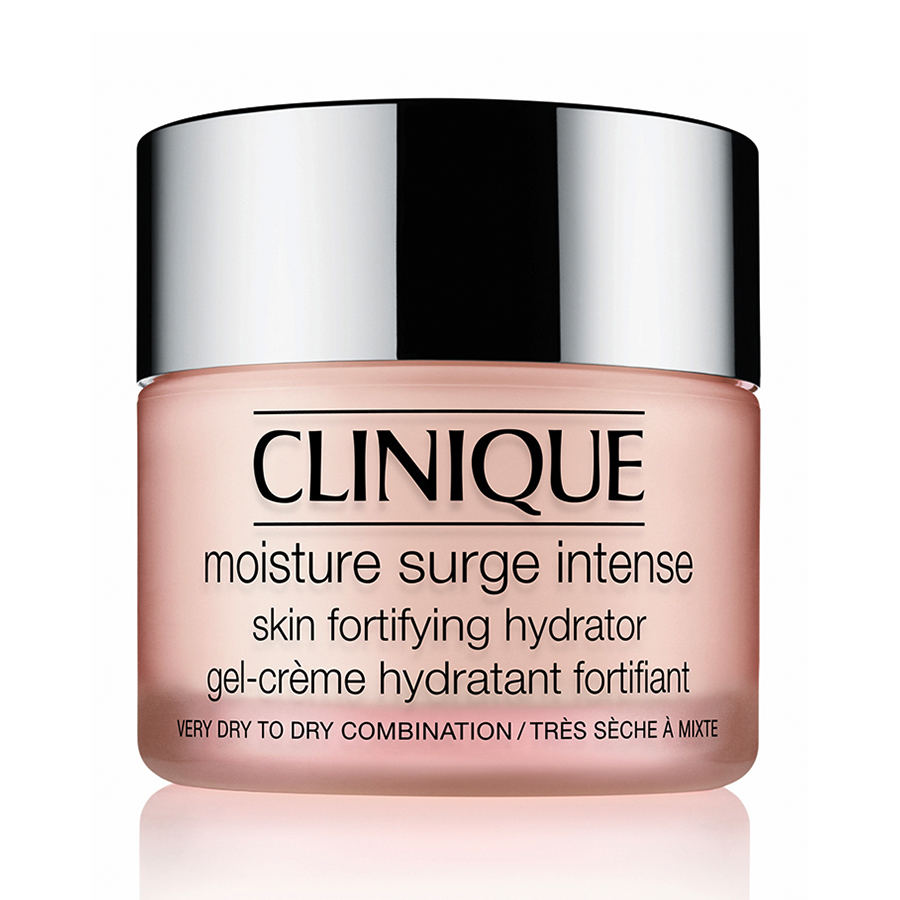 CLINIQUE
moisture surge intense
skin fortifying hydrator
gel-crème hydratant fortifiant
VERY DRY TO DRY COMBINATION / TRÈS SÈCHE À MIXTE